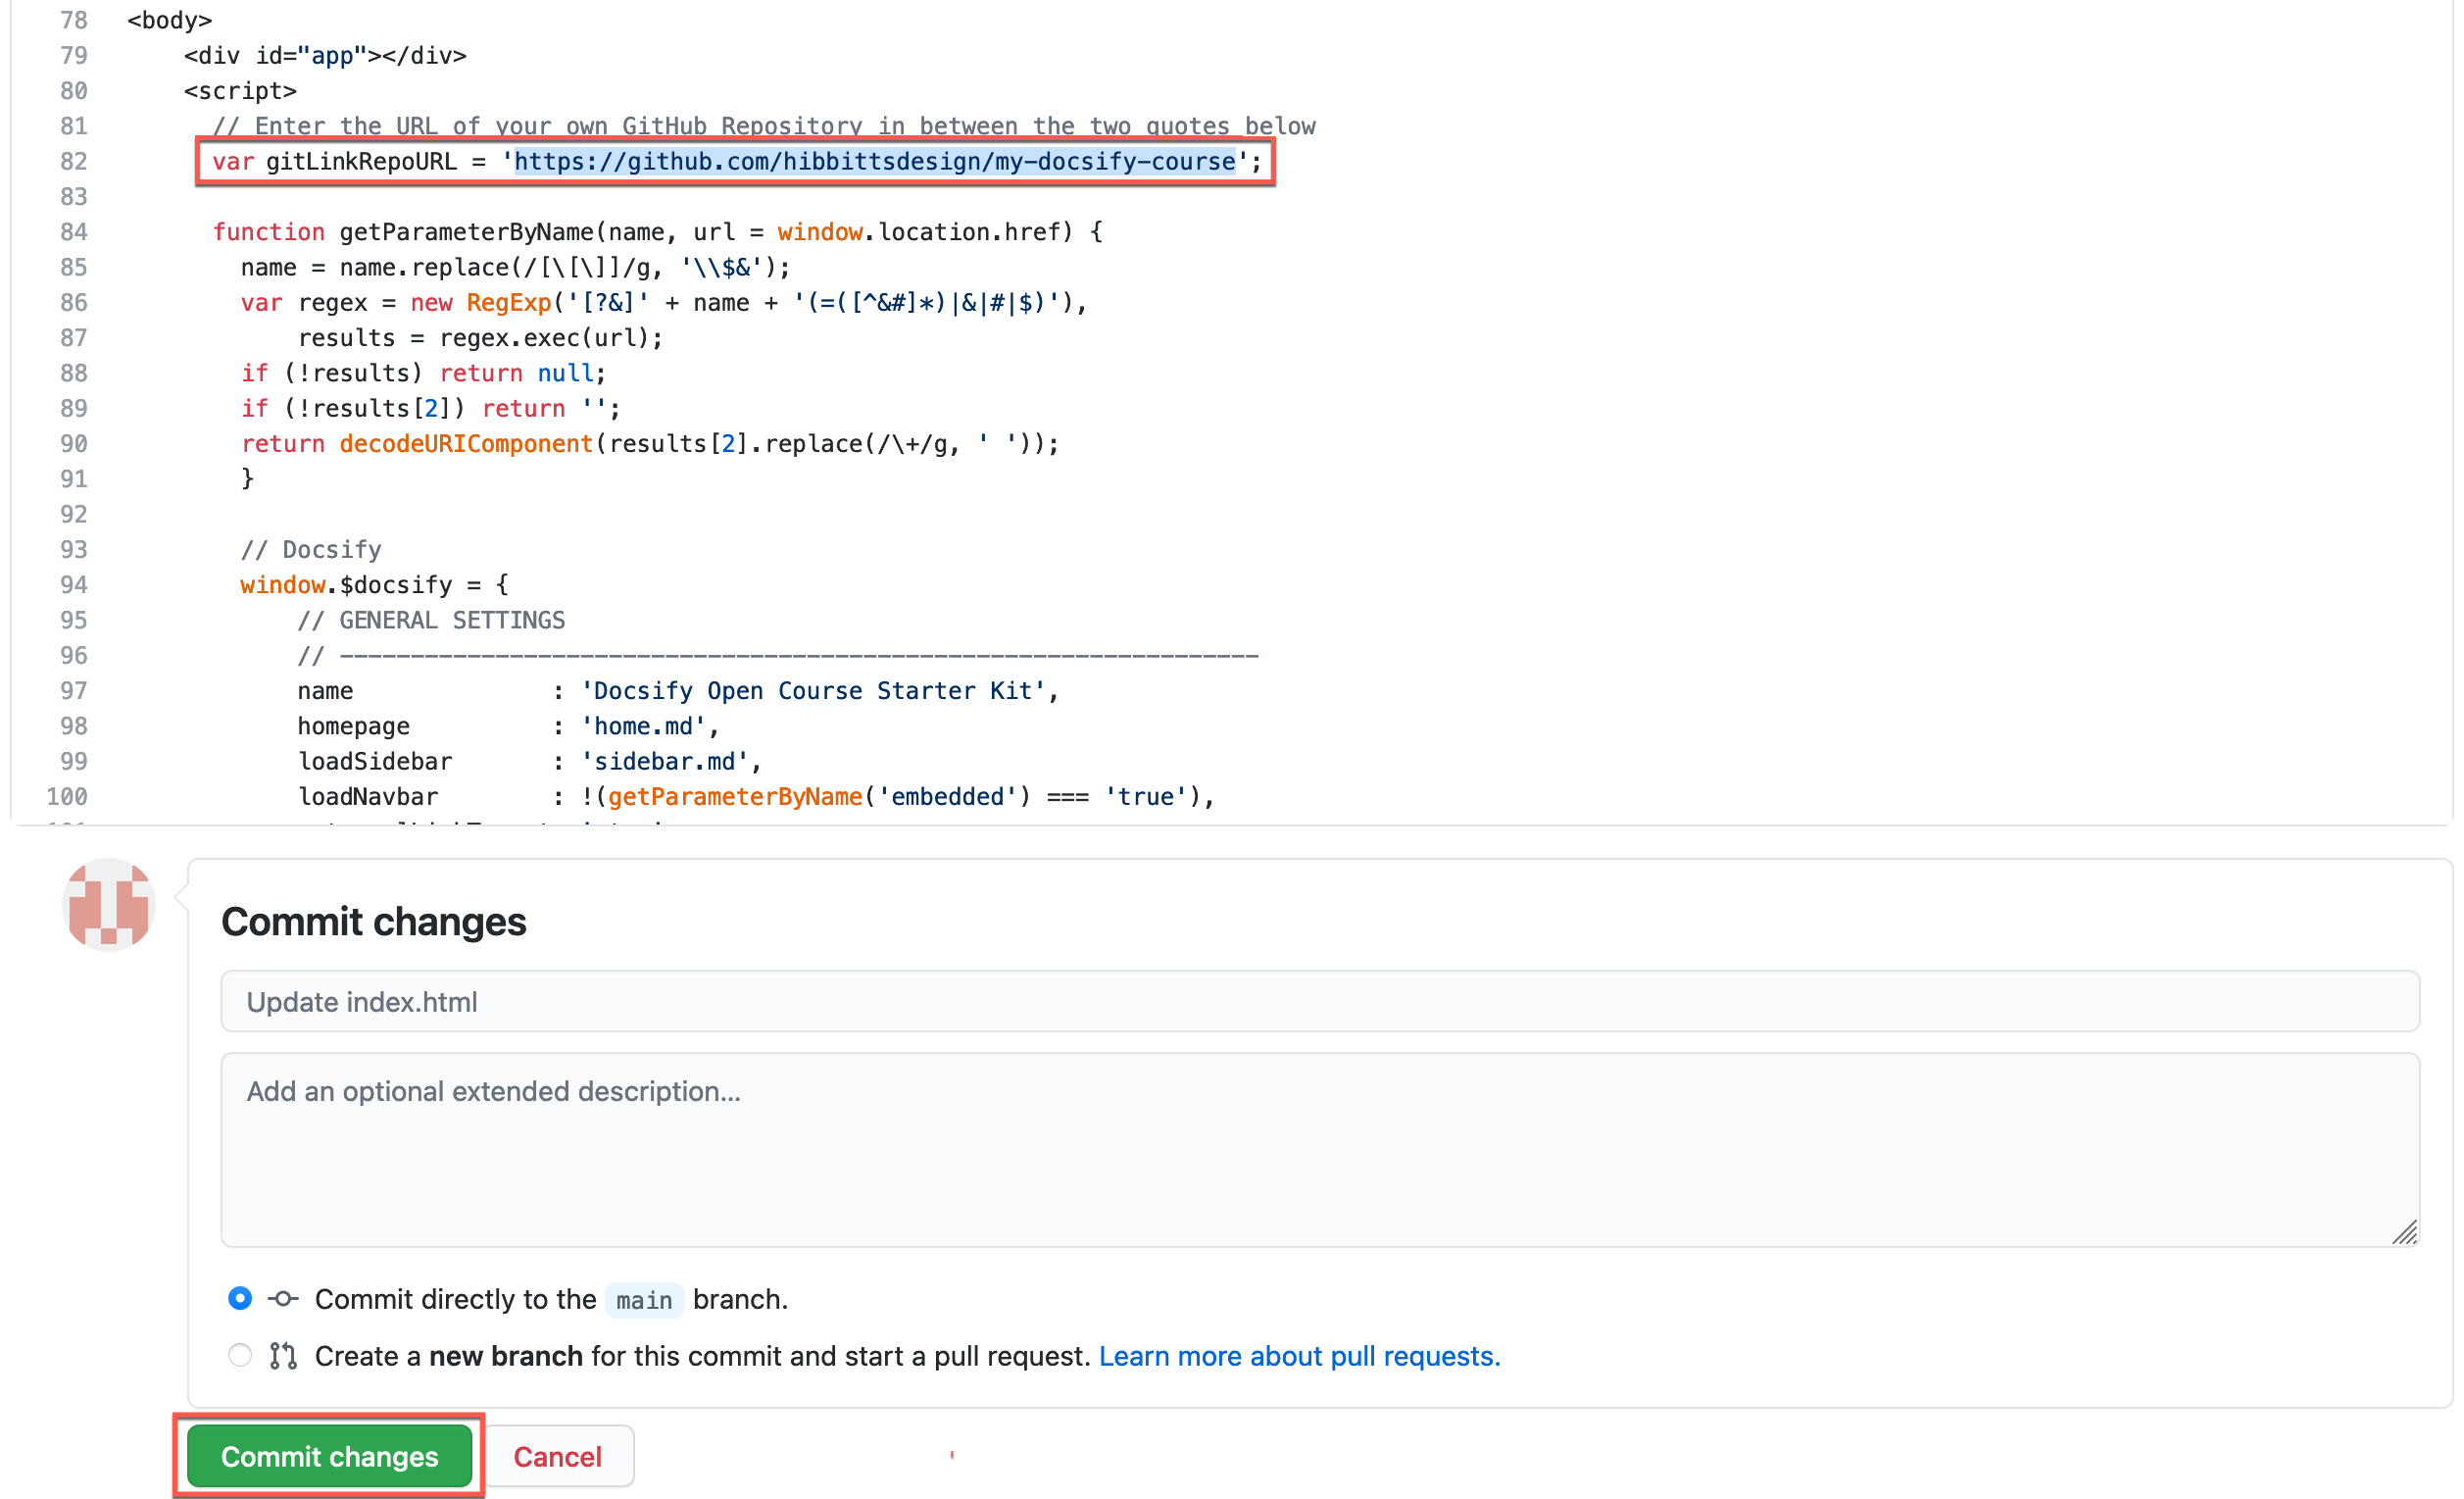 78 <body>
79 <div id="app"></div>
80 <script>
81 // Enter the URL of your own GitHub Repository in between the two quotes below
82 var gitLinkRepoURL = 'https://github.com/hibbittsdesign/my-docsify-course';
83
84 function getParameterByName(name, url = window.location.href) {
85 name = name.replace(/[\[\]]/g, '\\$&');
86 var regex = new RegExp('[?&]' + name + '(=([^&#]*)|&|#|$)'),
87 results = regex.exec(url);
88 if (!results) return null;
89 if (!results[2]) return '';
90 return decodeURIComponent(results[2].replace(/\+/g, ' '));
91 }
92
93 // Docsify
94 window.$docsify = {
95 // GENERAL SETTINGS
96 // -----------------------------------------------------------------
97 name : 'Docsify Open Course Starter Kit',
98 homepage : 'home.md',
99 loadSidebar : 'sidebar.md',
100 loadNavbar : !(getParameterByName('embedded') === 'true'),
Commit changes
Update index.html
Add an optional extended description...
Commit directly to the main branch.
Create a new branch for this commit and start a pull request. Learn more about pull requests.
Commit changes Cancel